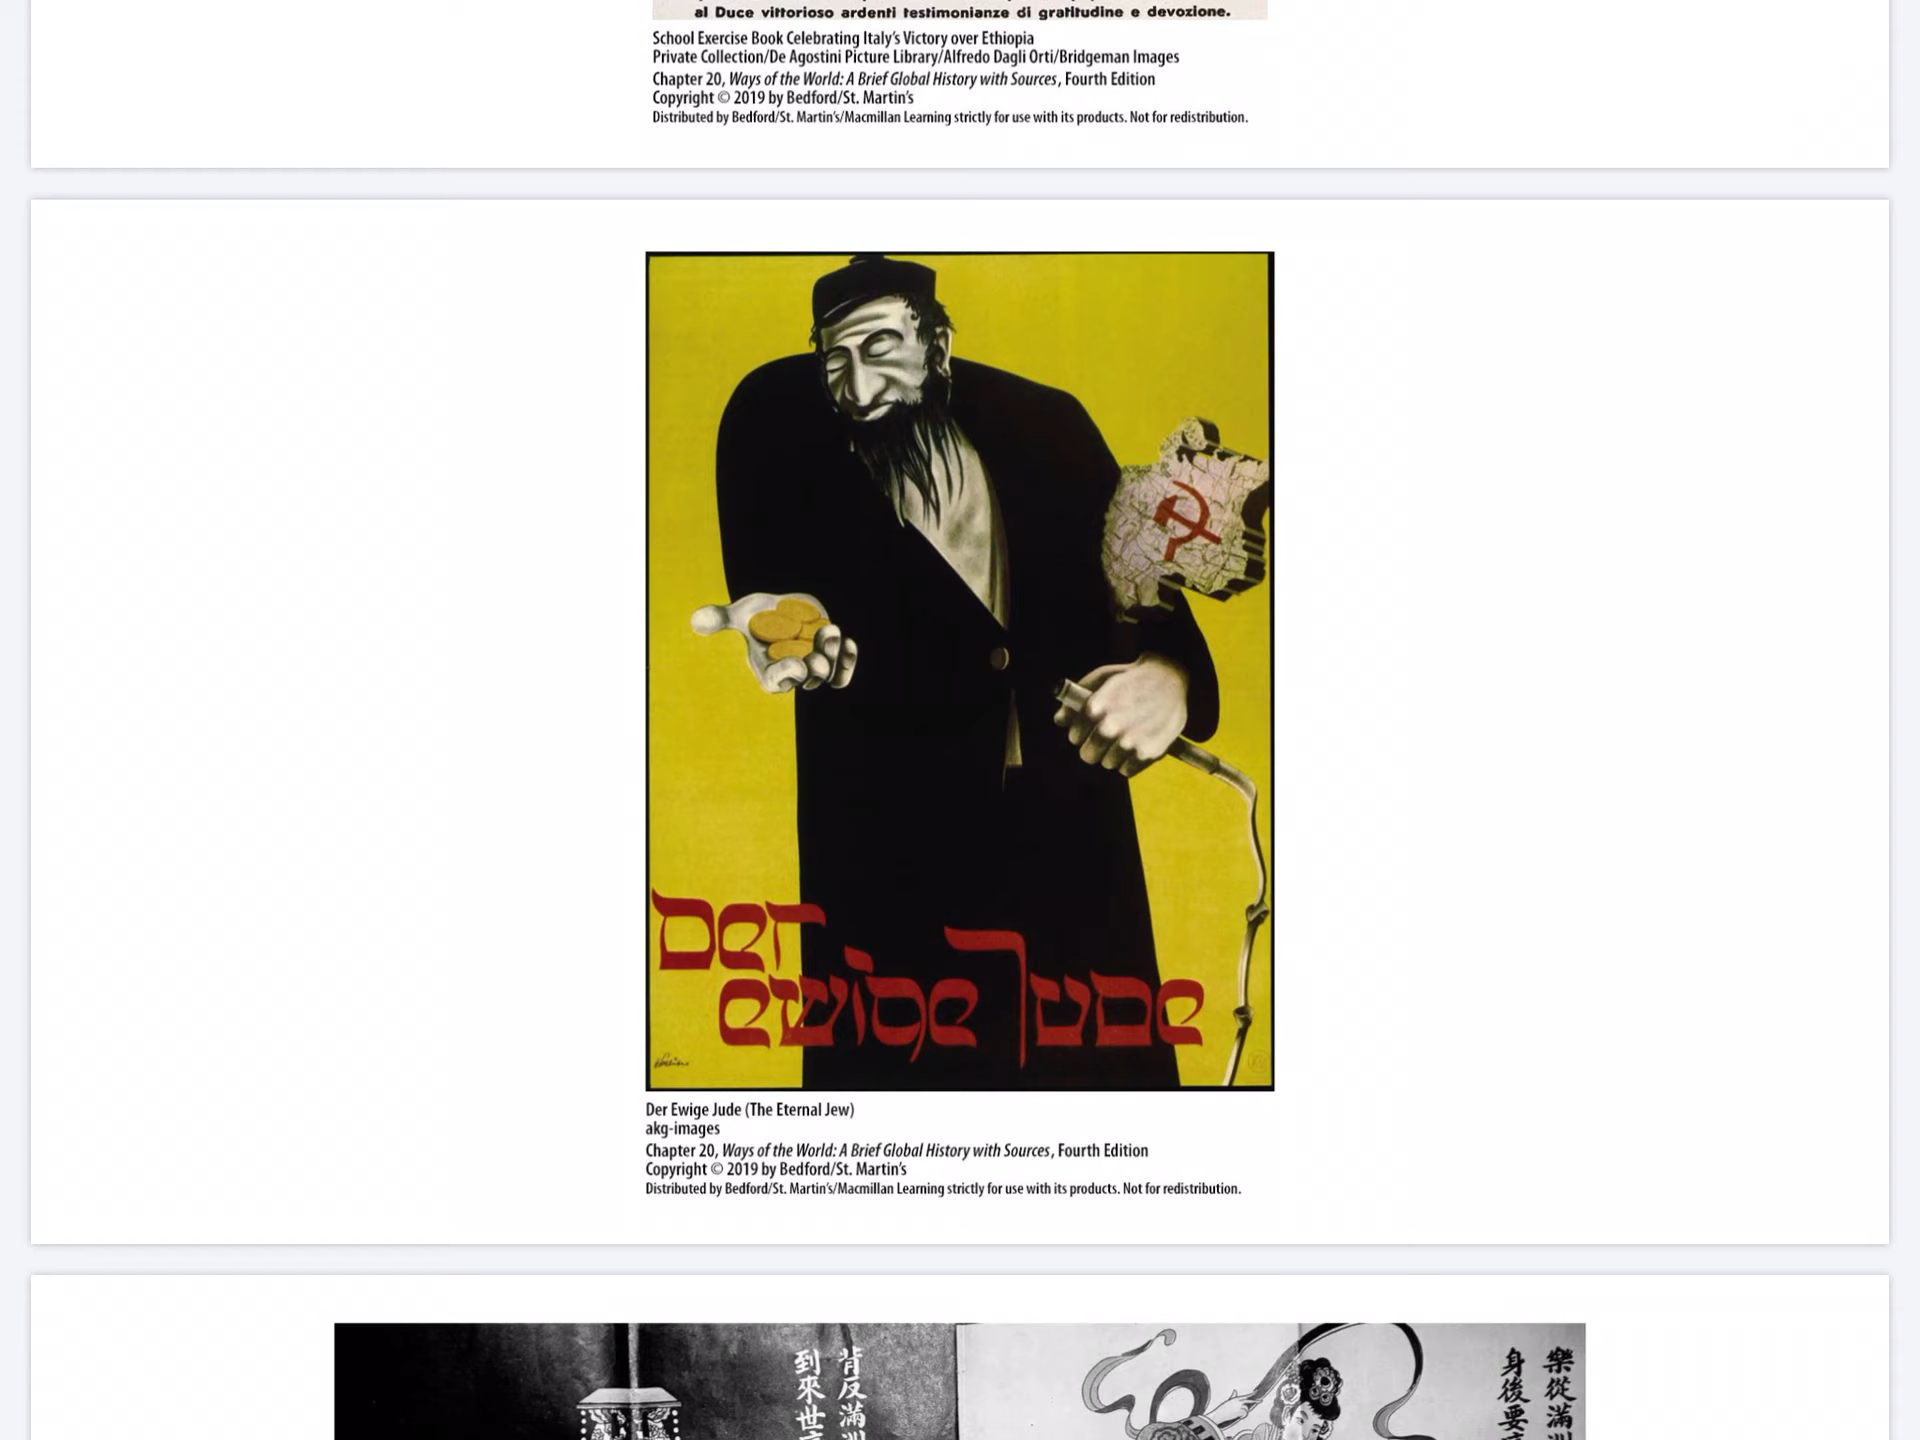 al Duce vittorioso ardenti testimonianze di gratitudine e devozione.
School Exercise Book Celebrating Italy's Victory over Ethiopia
Private Collection/De Agostini Picture Library/Alfredo Dagli Orti/Bridgeman Images
Chapter 20, Ways of the World: A Brief Global History with Sources, Fourth Edition
Copyright © 2019 by Bedford/St. Martin's
Distributed by Bedford/St. Martin's/Macmillan Learning strictly for use with its products. Not for redistribution.
Der
ewige Jude
Der Ewige Jude (The Eternal Jew)
akg-images
Chapter 20, Ways of the World: A Brief Global History with Sources, Fourth Edition
Copyright © 2019 by Bedford/St. Martin's
Distributed by Bedford/St. Martin's/Macmillan Learning strictly for use with its products. Not for redistribution.
背反滿洲
到來世
樂從滿洲
身後要